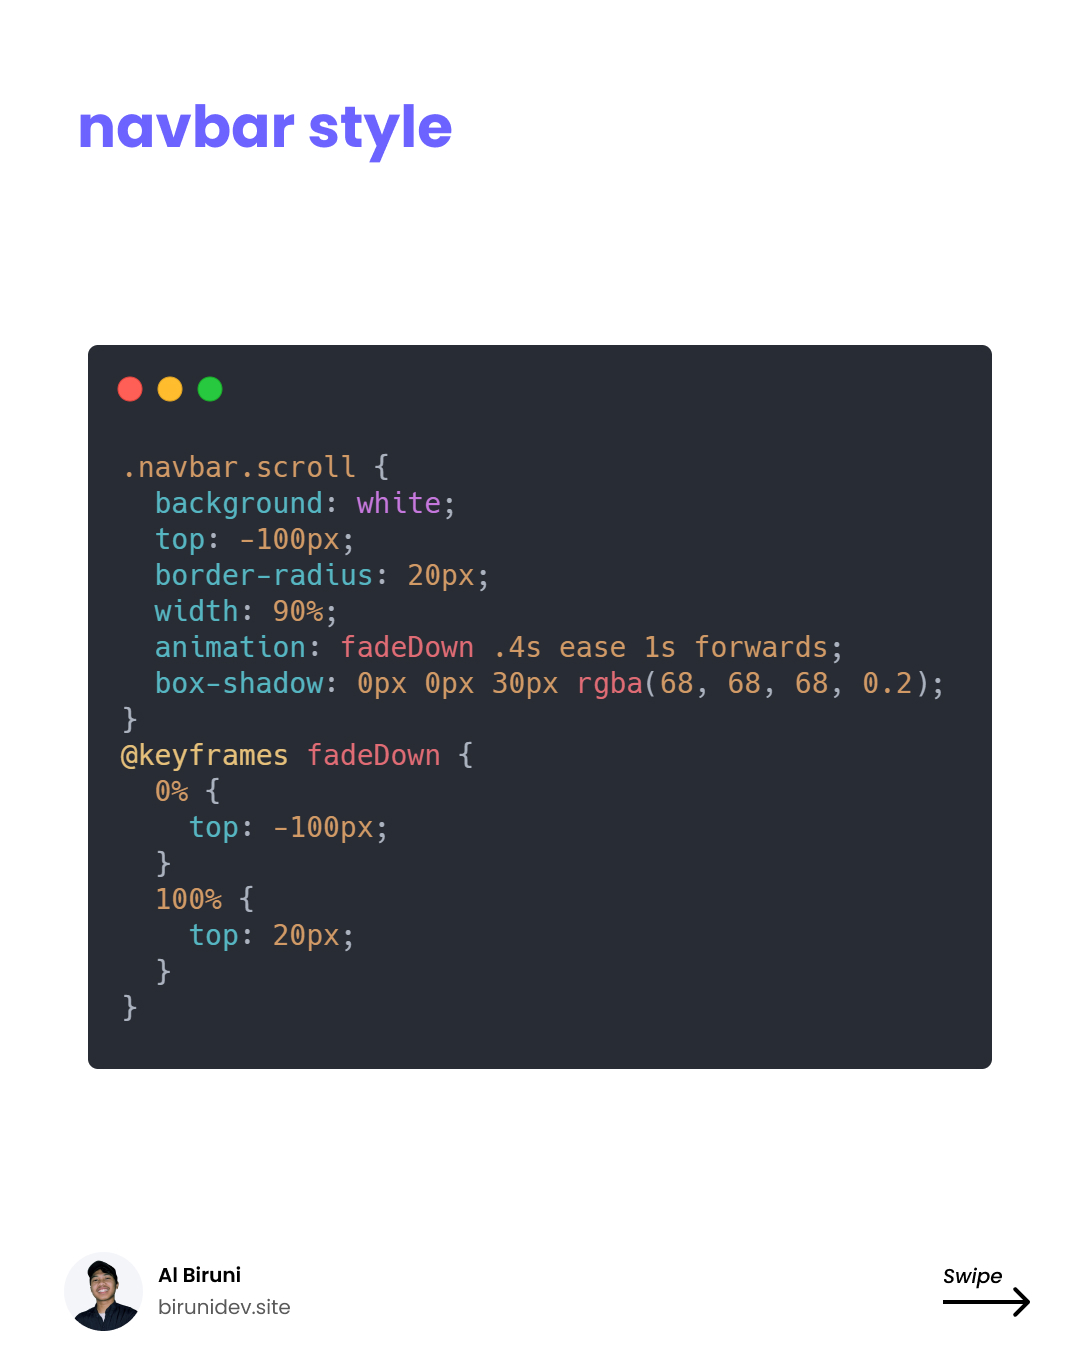 navbar style
.navbar.scroll {
  background: white;
  top: -100px;
  border-radius: 20px;
  width: 90%;
  animation: fadeDown .4s ease 1s forwards;
  box-shadow: 0px 0px 30px rgba(68, 68, 68, 0.2);
}
@keyframes fadeDown {
  0% {
    top: -100px;
  }
  100% {
    top: 20px;
  }
}
Al Biruni
birunidev.site
Swipe